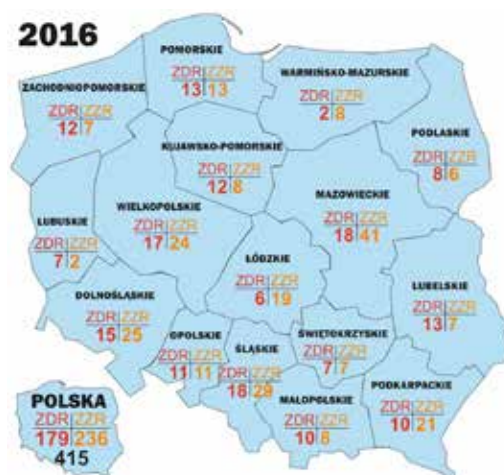 2016
POMORSKIE
ZDR ZZR
13 13
WARMIŃSKO-MAZURSKIE
ZDR ZZR
2 8
ZACHODNIOPOMORSKIE
ZDR ZZR
12 7
PODLASKIE
ZDR ZZR
8 6
KUJAWSKO-POMORSKIE
ZDR ZZR
12 8
MAZOWIECKIE
ZDR ZZR
18 41
WIELKOPOLSKIE
ZDR ZZR
17 24
LUBUSKIE
ZDR ZZR
7 2
ŁÓDZKIE
ZDR ZZR
6 19
LUBELSKIE
ZDR ZZR
13 7
DOLNOŚLĄSKIE
ZDR ZZR
15 25
OPOLSKIE
ZDR ZZR
11 11
ŚLĄSKIE
ZDR ZZR
18 29
ŚWIĘTOKRZYSKIE
ZDR ZZR
7 7
MAŁOPOLSKIE
ZDR ZZR
10 8
PODKARPACKIE
ZDR ZZR
10 21
POLSKA
ZDR ZZR
179 236
415